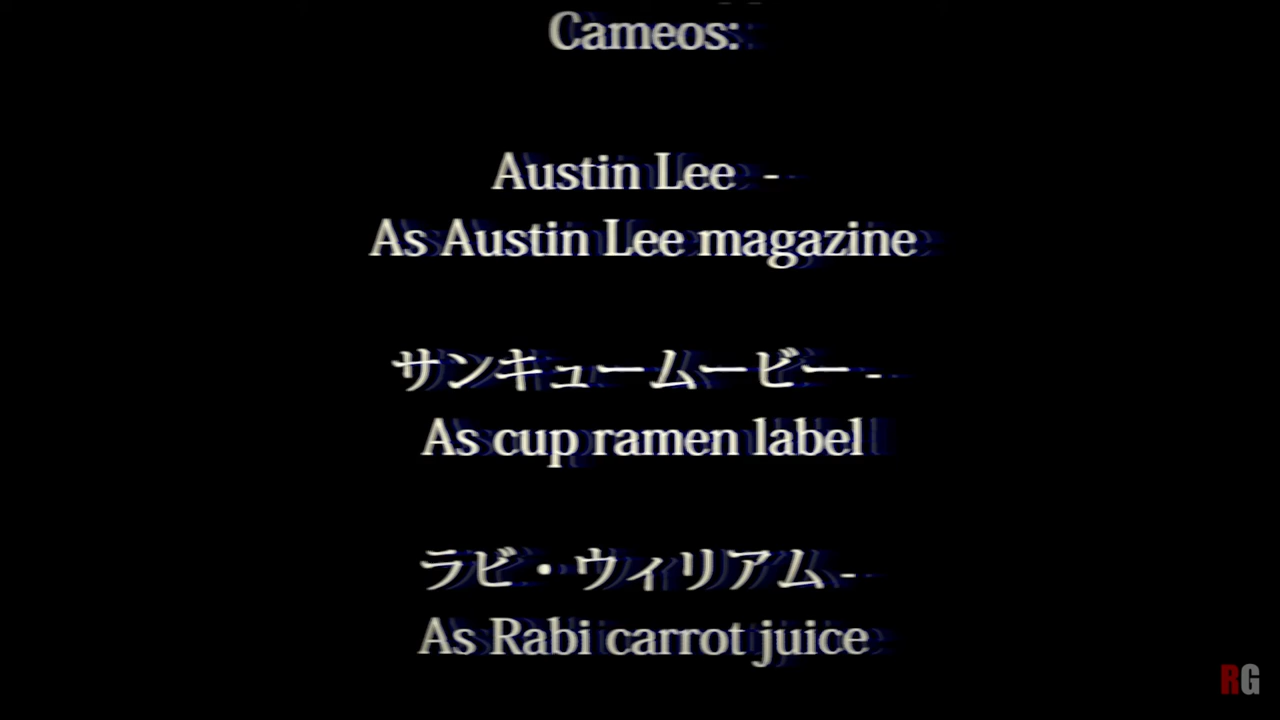 Cameos:
Austin Lee -
As Austin Lee magazine
サンキュームービー -
As cup ramen label
ラビ・ウィリアム -
As Rabi carrot juice
RG